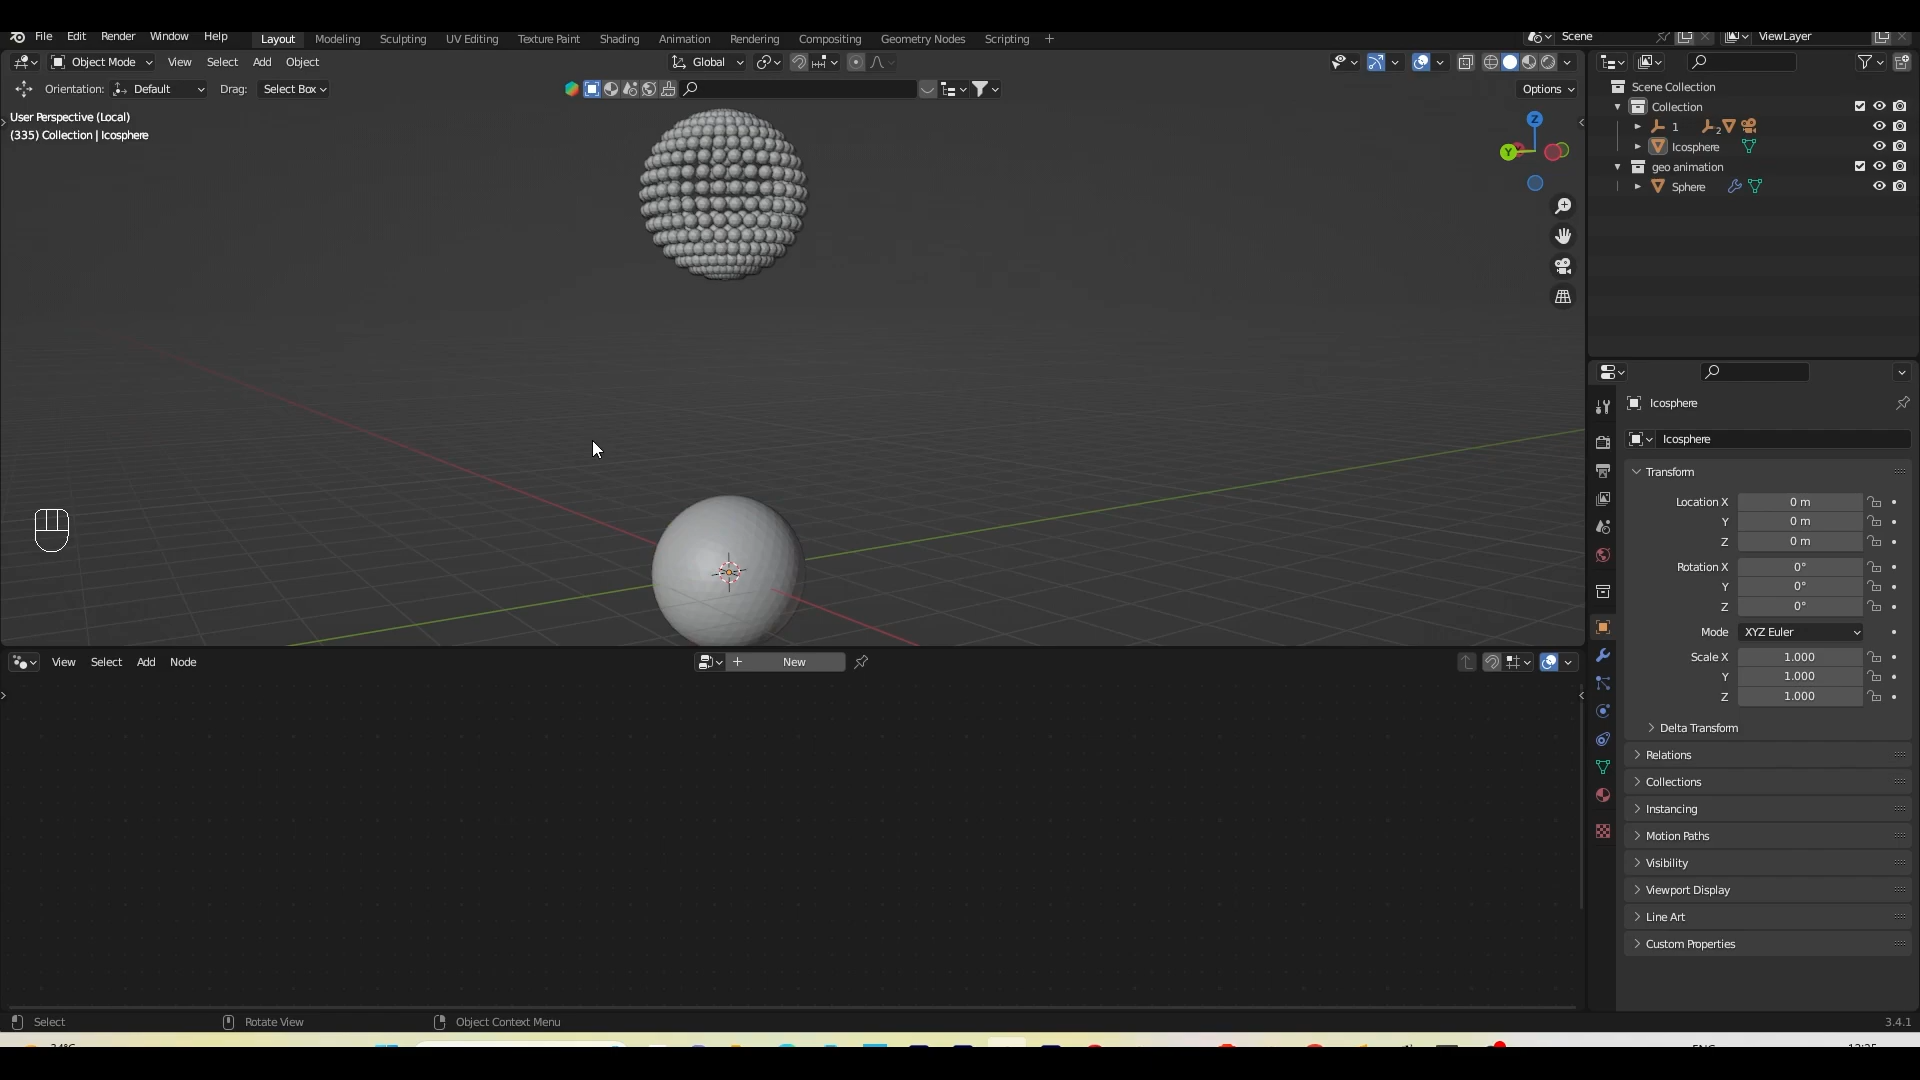 File Edit Render Window Help Layout Modeling Sculpting UV Editing Texture Paint Shading Animation Rendering Compositing Geometry Nodes Scripting + Scene ViewLayer
Object Mode View Select Add Object Global
Orientation: Default Drag: Select Box Options
User Perspective (Local)
(335) Collection | Icosphere
Z
Y
Scene Collection
Collection
1 2
Icosphere
geo animation
Sphere
Icosphere
Icosphere
Transform
Location X 0 m
Y 0 m
Z 0 m
Rotation X 0°
Y 0°
Z 0°
Mode XYZ Euler
Scale X 1.000
Y 1.000
Z 1.000
Delta Transform
Relations
Collections
Instancing
Motion Paths
Visibility
Viewport Display
Line Art
Custom Properties
View Select Add Node + New
Select Rotate View Object Context Menu 3.4.1